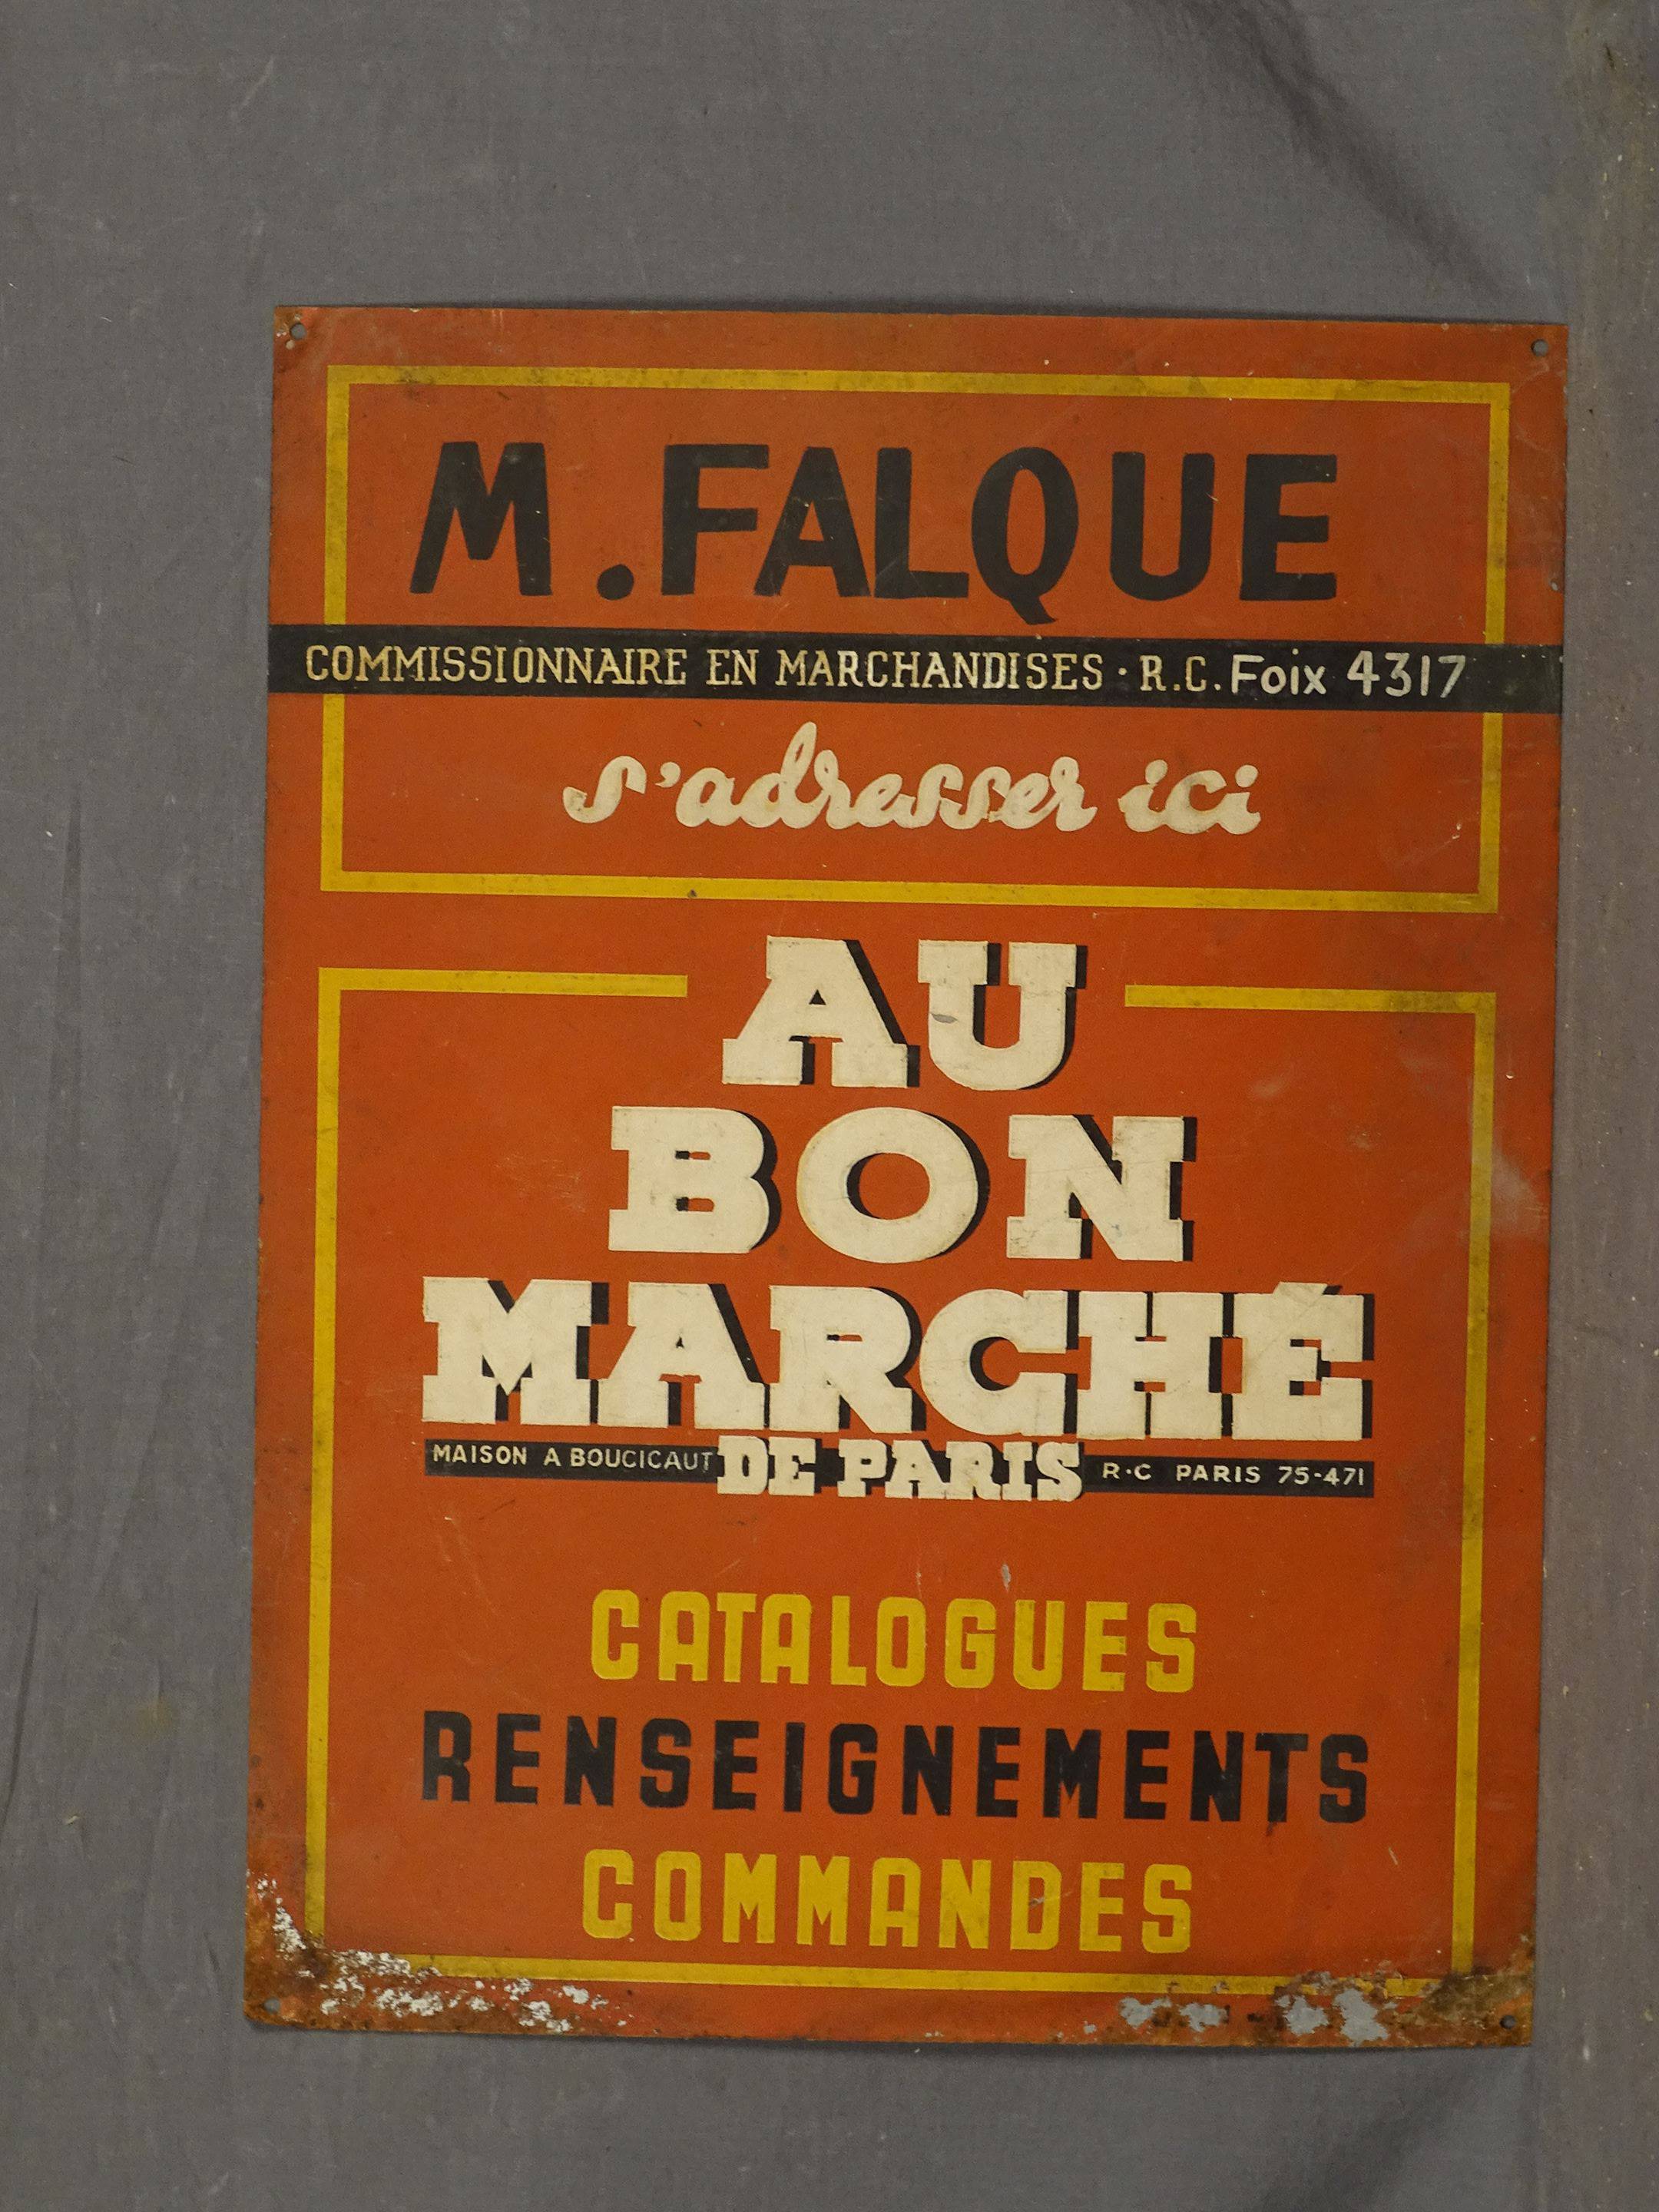 M. FALQUE
COMMISSIONNAIRE EN MARCHANDISES · R.C. Foix 4317
s'adresser ici
AU
BON
MARCHÉ
MAISON A BOUCICAUT DE PARIS R·C PARIS 75-471
CATALOGUES
RENSEIGNEMENTS
COMMANDES